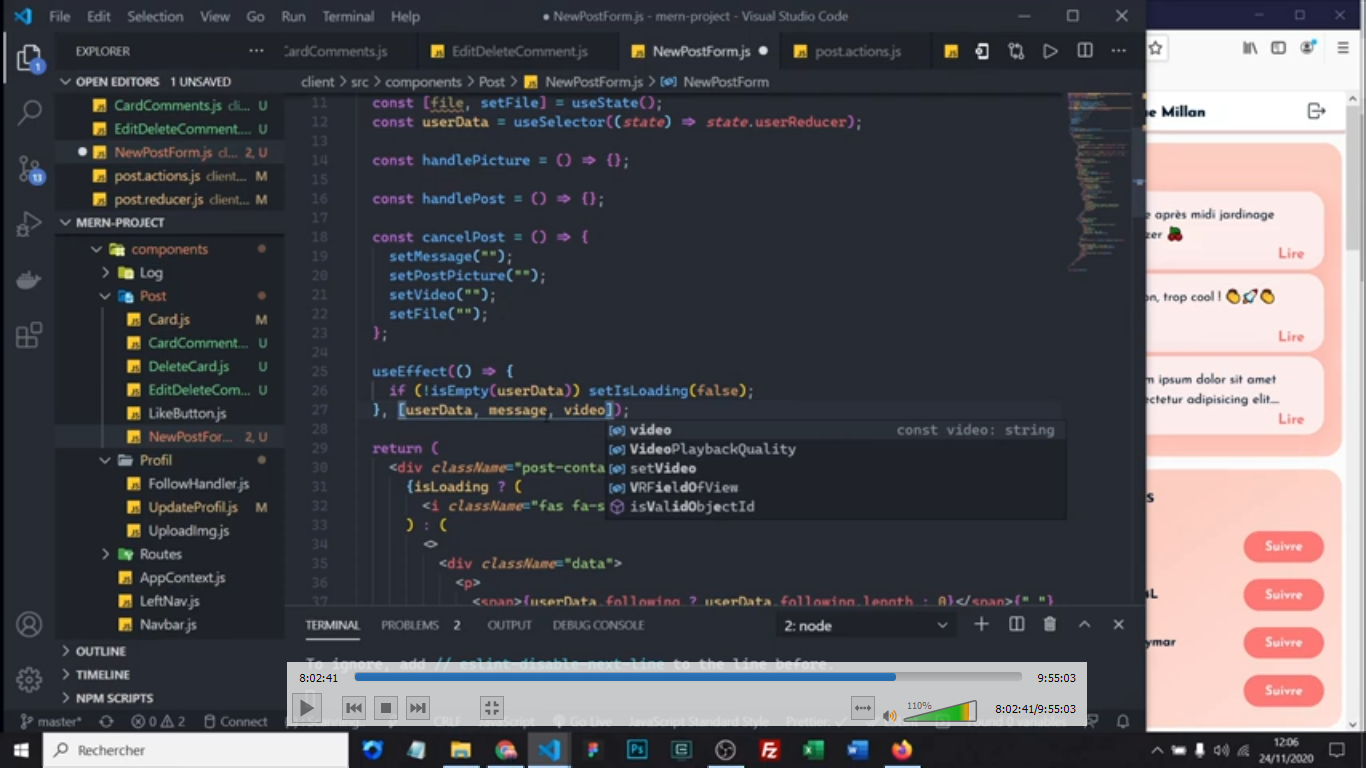 File Edit Selection View Go Run Terminal Help
● NewPostForm.js - mern-project - Visual Studio Code
EXPLORER
OPEN EDITORS 1 UNSAVED
CardComments.js cli... U
EditDeleteComment.... U
NewPostForm.js cl... 2, U
post.actions.js client... M
post.reducer.js client... M
MERN-PROJECT
components
Log
Post
Card.js M
CardComment... U
DeleteCard.js U
EditDeleteCom... U
LikeButton.js
NewPostFor... 2, U
Profil
FollowHandler.js
UpdateProfil.js M
UploadImg.js
Routes
AppContext.js
LeftNav.js
Navbar.js
OUTLINE
TIMELINE
NPM SCRIPTS
CardComments.js EditDeleteComment.js NewPostForm.js post.actions.js
client > src > components > Post > NewPostForm.js > NewPostForm
11 const [file, setFile] = useState();
12 const userData = useSelector((state) => state.userReducer);
13
14 const handlePicture = () => {};
15
16 const handlePost = () => {};
17
18 const cancelPost = () => {
19 setMessage("");
20 setPostPicture("");
21 setVideo("");
22 setFile("");
23 };
24
25 useEffect(() => {
26 if (!isEmpty(userData)) setIsLoading(false);
27 }, [userData, message, video]);
28
29 return (
30 <div className="post-conta
31 {isLoading ? (
32 <i className="fas fa-s
33 ) : (
34 <>
35 <div className="data">
36 <p>
37 <span>{userData.following ? userData.following.length : 0}</span>{" "}
video const video: string
VideoPlaybackQuality
setVideo
VRFieldOfView
isValidObjectId
TERMINAL PROBLEMS 2 OUTPUT DEBUG CONSOLE
2: node
To ignore, add // eslint-disable-next-line to the line before.
8:02:41 9:55:03
110%
8:02:41/9:55:03
master* 0 2 Connect CRLF JavaScript Go Live JavaScript Standard Style Prettier: ✓ Found 0 variables
ue Millan
e après midi jardinage
zer
Lire
on, trop cool !
Lire
m ipsum dolor sit amet
ectetur adipisicing elit....
Lire
S
Suivre
Suivre
Suivre
Suivre
ymar
Rechercher
12:06
24/11/2020